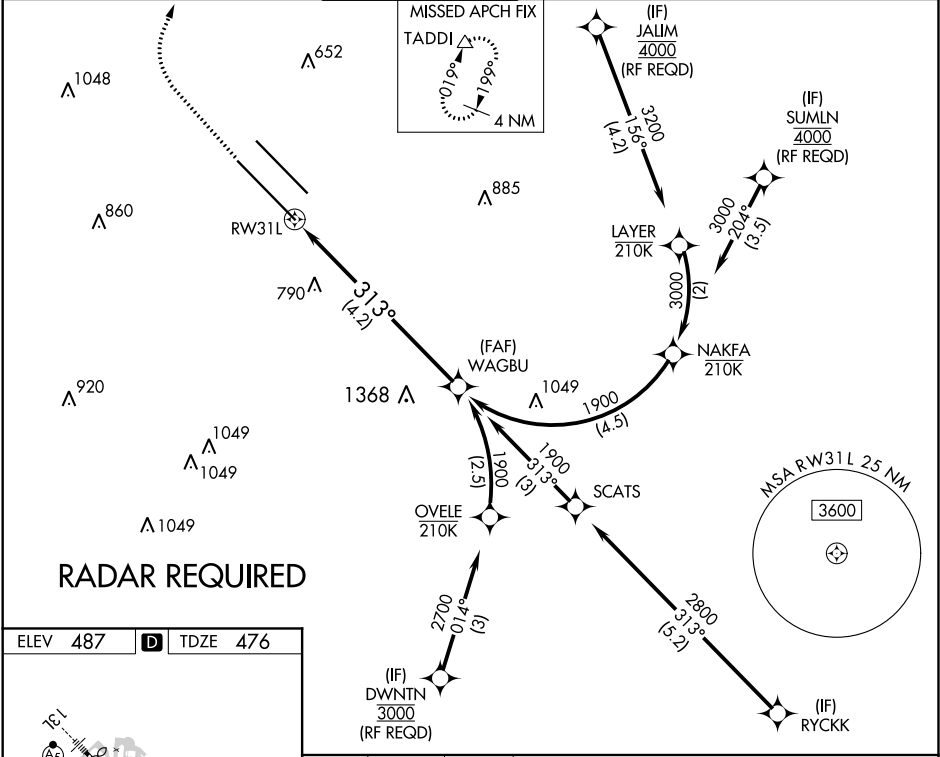 MISSED APCH FIX
TADDI
019°
199°
4 NM
(IF)
JALIM
4000
(RF REQD)
3200
156°
(4.2)
(IF)
SUMLN
4000
(RF REQD)
3000
204°
(3.5)
652
1048
885
860
RW31L
LAYER
210K
3000
(2)
790
313°
(4.2)
NAKFA
210K
(FAF)
WAGBU
1368
1049
1900
(4.5)
920
1049
1049
1900
(2.5)
1900
313°
(3)
SCATS
OVELE
210K
1049
MSA RW31L 25 NM
3600
RADAR REQUIRED
2700
014°
(3)
2800
313°
(5.2)
(IF)
DWNTN
3000
(RF REQD)
(IF)
RYCKK
ELEV 487 D TDZE 476
13L
A5